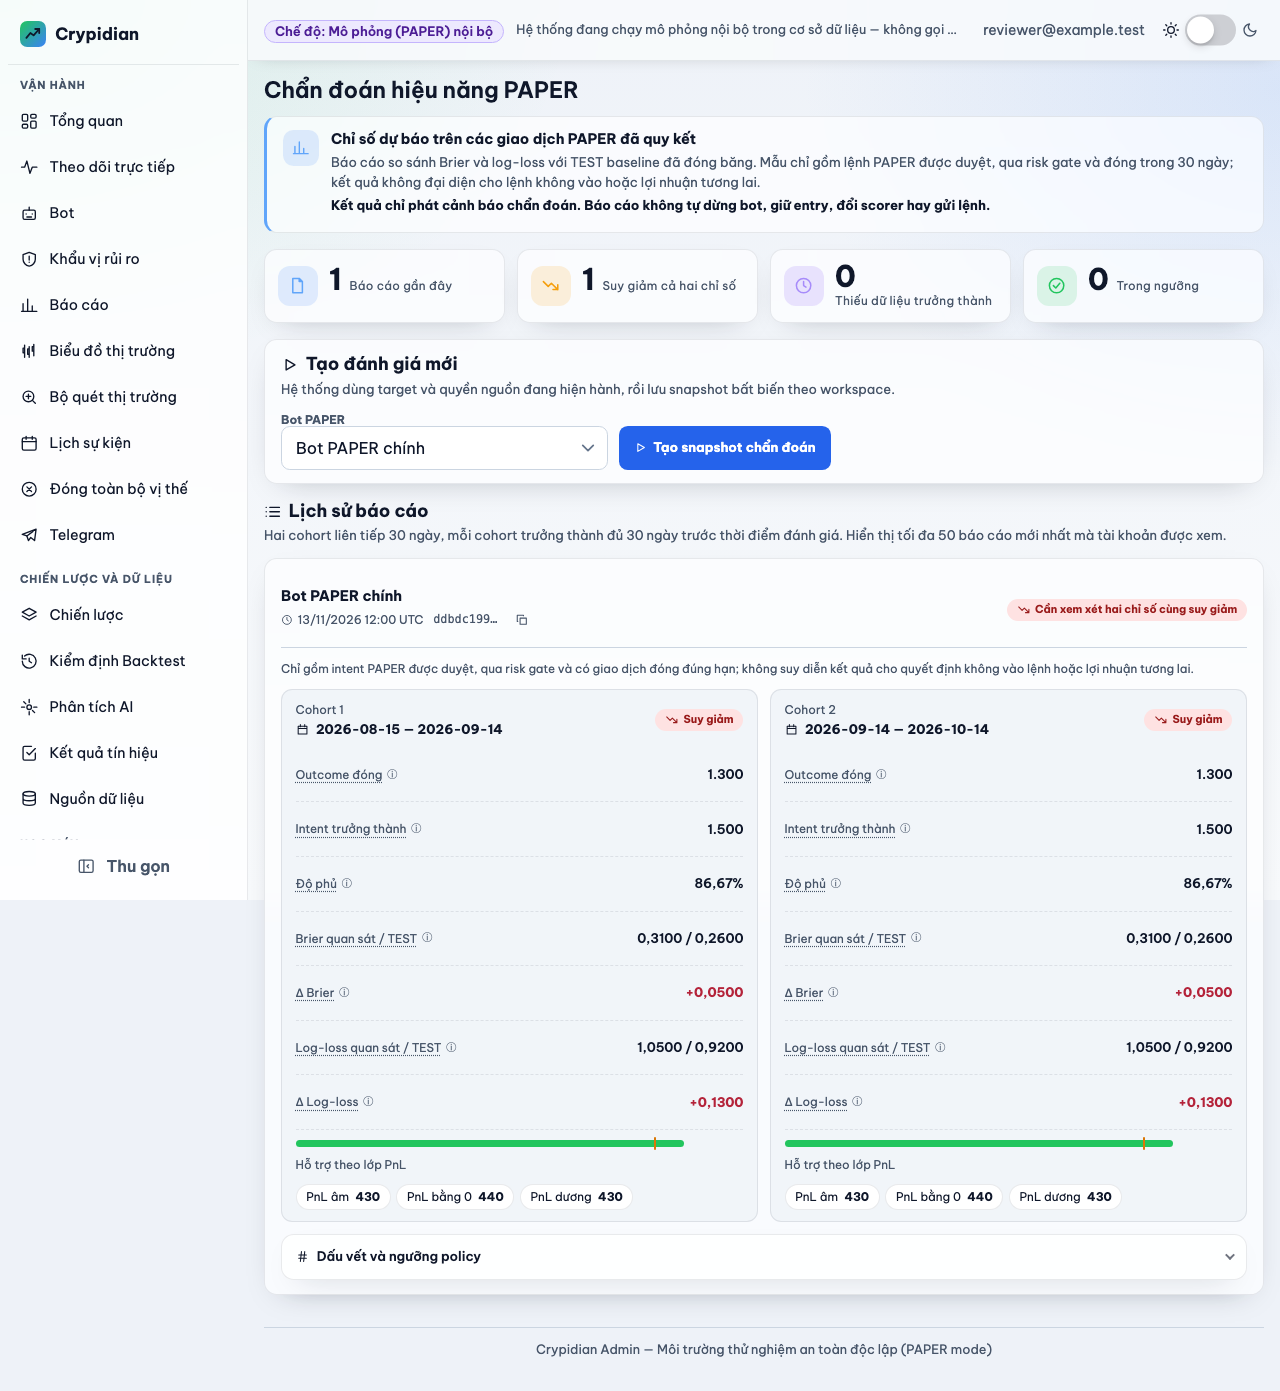 Crypidian
VẬN HÀNH
Tổng quan
Theo dõi trực tiếp
Bot
Khẩu vị rủi ro
Báo cáo
Biểu đồ thị trường
Bộ quét thị trường
Lịch sự kiện
Đóng toàn bộ vị thế
Telegram
CHIẾN LƯỢC VÀ DỮ LIỆU
Chiến lược
Kiểm định Backtest
Phân tích AI
Kết quả tín hiệu
Nguồn dữ liệu
Thu gọn
Chế độ: Mô phỏng (PAPER) nội bộ
Hệ thống đang chạy mô phỏng nội bộ trong cơ sở dữ liệu — không gọi ...
reviewer@example.test
Chẩn đoán hiệu năng PAPER
Chỉ số dự báo trên các giao dịch PAPER đã quy kết
Báo cáo so sánh Brier và log-loss với TEST baseline đã đóng băng. Mẫu chỉ gồm lệnh PAPER được duyệt, qua risk gate và đóng trong 30 ngày;
kết quả không đại diện cho lệnh không vào hoặc lợi nhuận tương lai.
Kết quả chỉ phát cảnh báo chẩn đoán. Báo cáo không tự dừng bot, giữ entry, đổi scorer hay gửi lệnh.
1 Báo cáo gần đây
1 Suy giảm cả hai chỉ số
0
Thiếu dữ liệu trưởng thành
0 Trong ngưỡng
Tạo đánh giá mới
Hệ thống dùng target và quyền nguồn đang hiện hành, rồi lưu snapshot bất biến theo workspace.
Bot PAPER
Bot PAPER chính
Tạo snapshot chẩn đoán
Lịch sử báo cáo
Hai cohort liên tiếp 30 ngày, mỗi cohort trưởng thành đủ 30 ngày trước thời điểm đánh giá. Hiển thị tối đa 50 báo cáo mới nhất mà tài khoản được xem.
Bot PAPER chính
13/11/2026 12:00 UTC ddbdc199…
Cần xem xét hai chỉ số cùng suy giảm
Chỉ gồm intent PAPER được duyệt, qua risk gate và có giao dịch đóng đúng hạn; không suy diễn kết quả cho quyết định không vào lệnh hoặc lợi nhuận tương lai.
Cohort 1
2026-08-15 — 2026-09-14
Suy giảm
Outcome đóng ⓘ 1.300
Intent trưởng thành ⓘ 1.500
Độ phủ ⓘ 86,67%
Brier quan sát / TEST ⓘ 0,3100 / 0,2600
Δ Brier ⓘ +0,0500
Log-loss quan sát / TEST ⓘ 1,0500 / 0,9200
Δ Log-loss ⓘ +0,1300
Hỗ trợ theo lớp PnL
PnL âm 430 PnL bằng 0 440 PnL dương 430
Cohort 2
2026-09-14 — 2026-10-14
Suy giảm
Outcome đóng ⓘ 1.300
Intent trưởng thành ⓘ 1.500
Độ phủ ⓘ 86,67%
Brier quan sát / TEST ⓘ 0,3100 / 0,2600
Δ Brier ⓘ +0,0500
Log-loss quan sát / TEST ⓘ 1,0500 / 0,9200
Δ Log-loss ⓘ +0,1300
Hỗ trợ theo lớp PnL
PnL âm 430 PnL bằng 0 440 PnL dương 430
# Dấu vết và ngưỡng policy
Crypidian Admin — Môi trường thử nghiệm an toàn độc lập (PAPER mode)